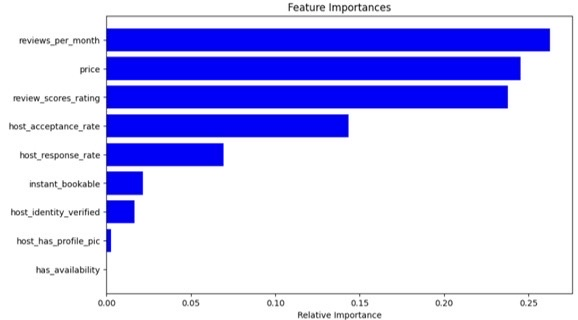 Feature Importances
reviews_per_month
price
review_scores_rating
host_acceptance_rate
host_response_rate
instant_bookable
host_identity_verified
host_has_profile_pic
has_availability
0.00 0.05 0.10 0.15 0.20 0.25
Relative Importance